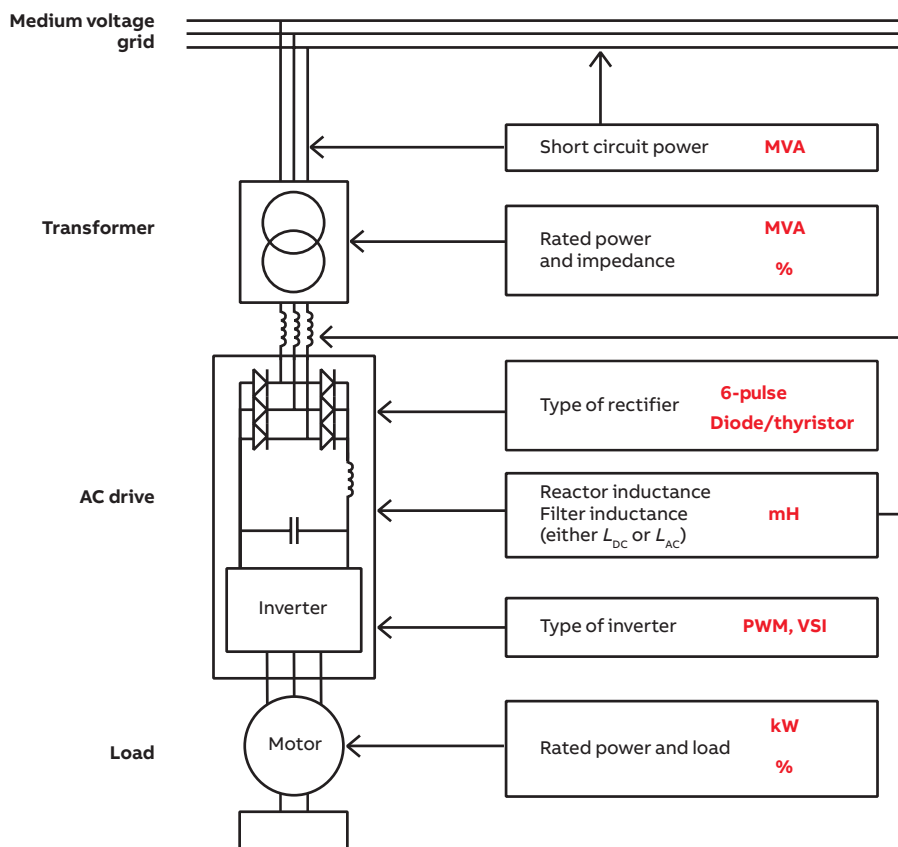 Medium voltage
grid
Short circuit power MVA
Transformer
Rated power
and impedance
MVA
%
Type of rectifier
6-pulse
Diode/thyristor
AC drive
Reactor inductance
Filter inductance
(either L_DC or L_AC)
mH
Inverter
Type of inverter PWM, VSI
Load
Motor
Rated power and load
kW
%